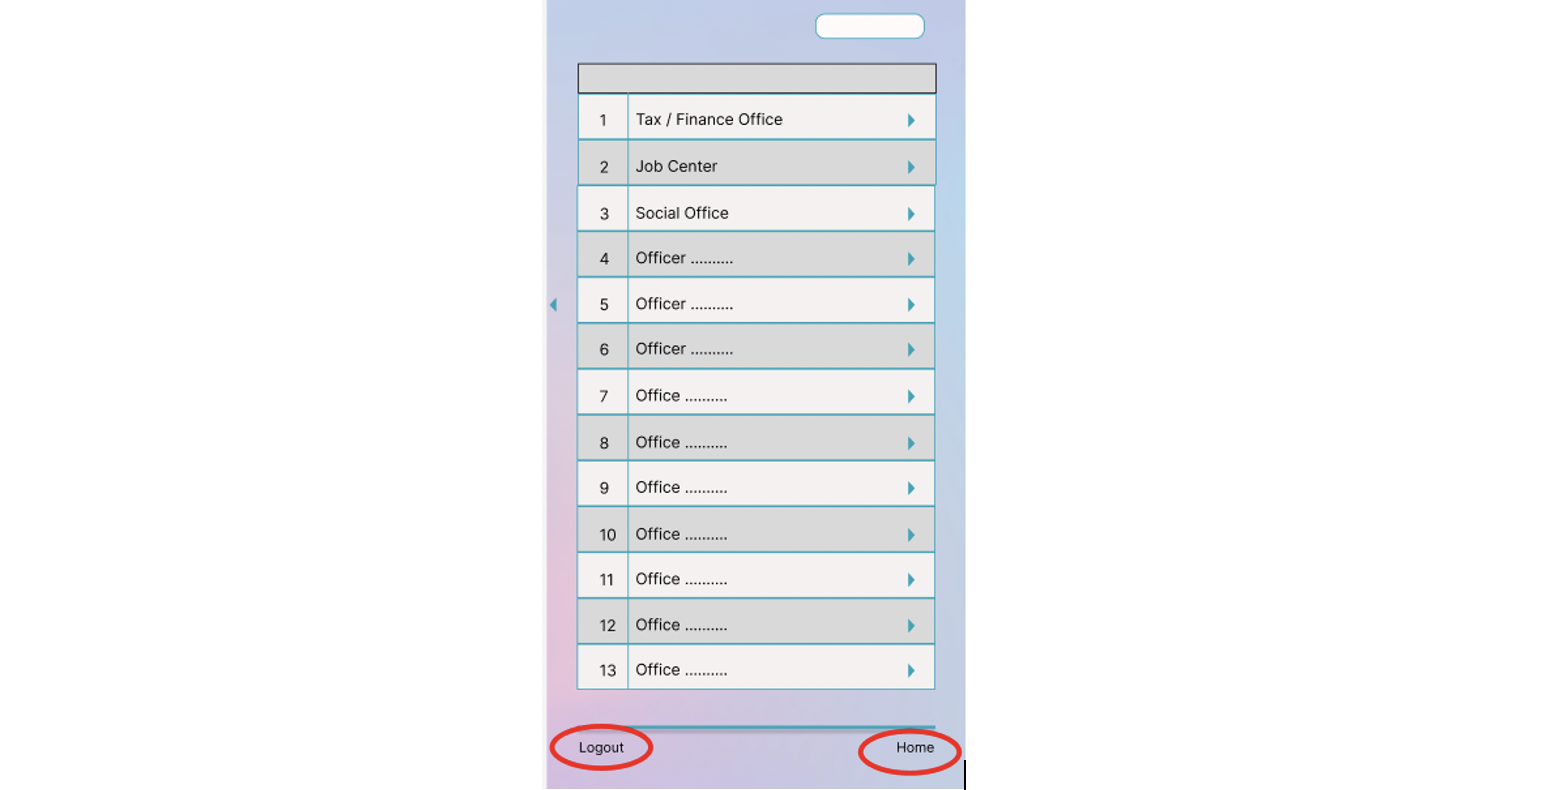 1 Tax / Finance Office
2 Job Center
3 Social Office
4 Officer ..........
5 Officer ..........
6 Officer ..........
7 Office ..........
8 Office ..........
9 Office ..........
10 Office ..........
11 Office ..........
12 Office ..........
13 Office ..........
Logout Home